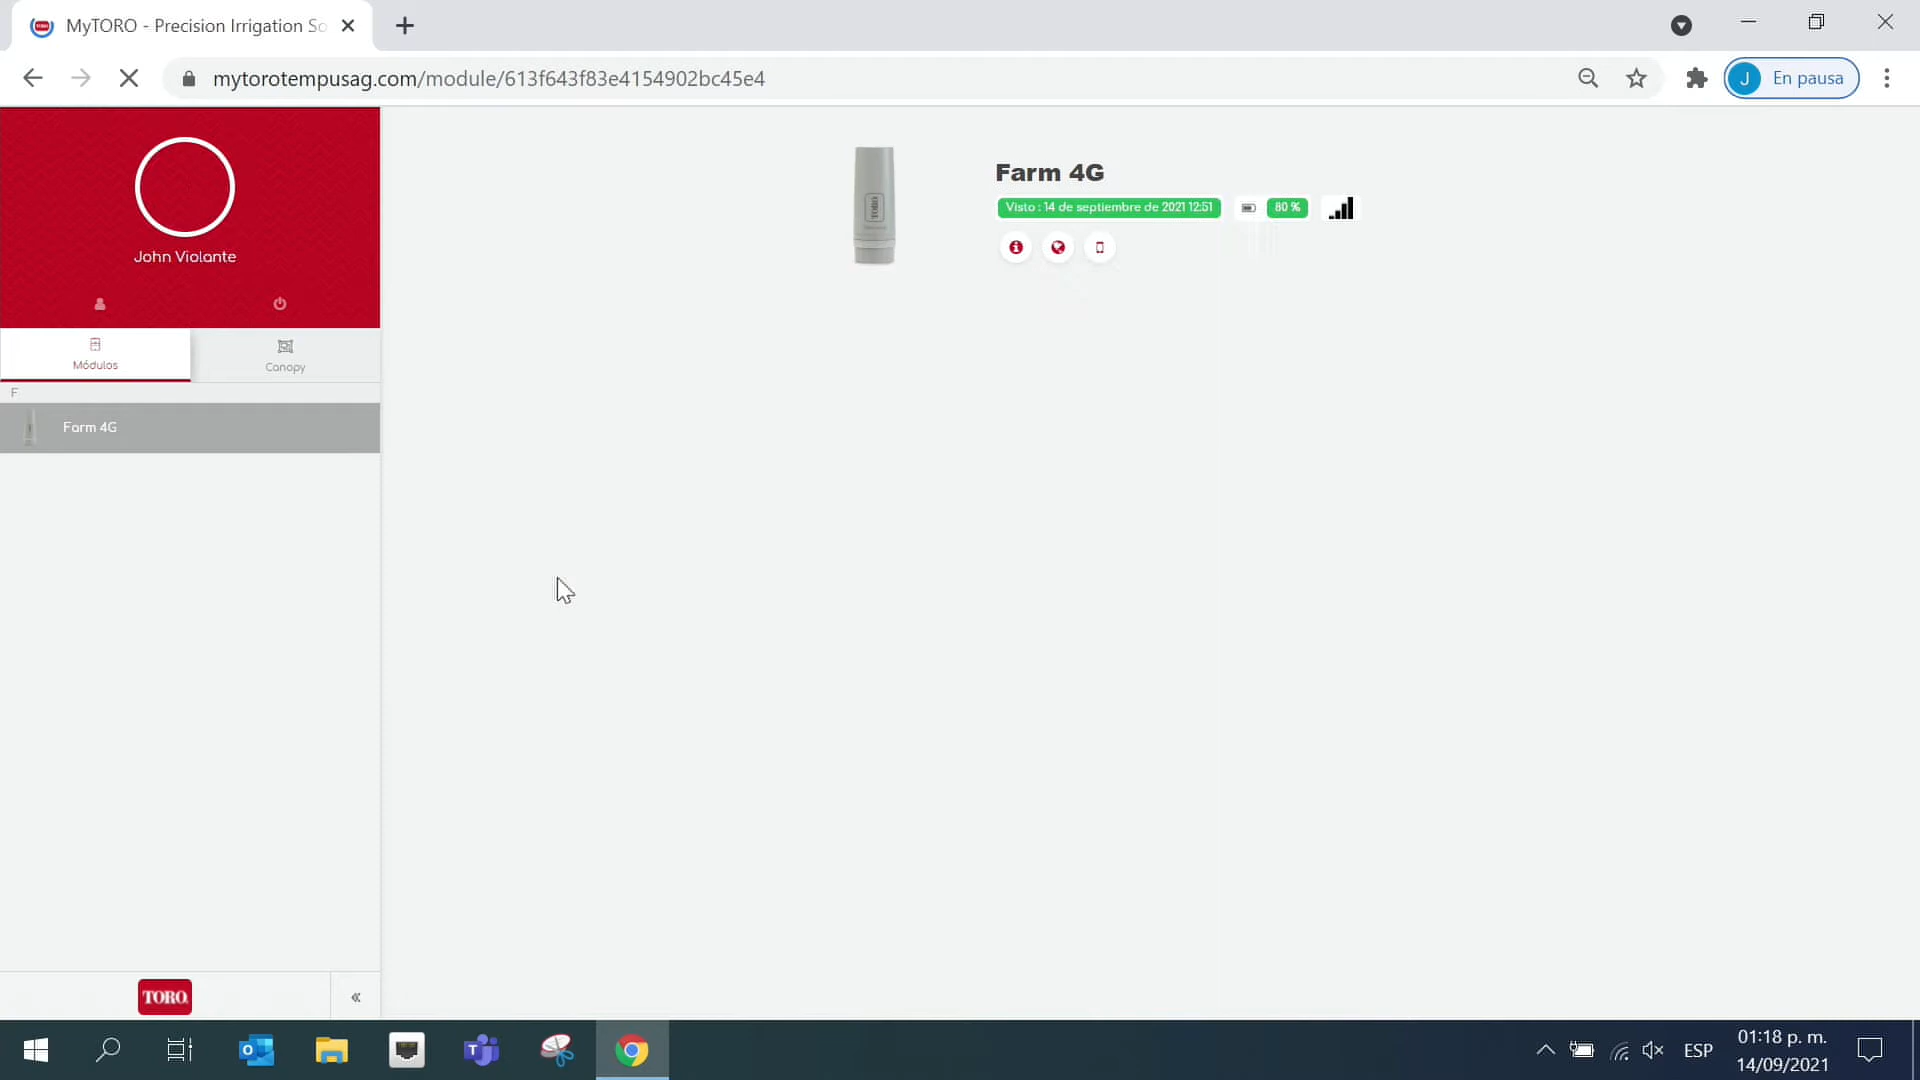 MyTORO - Precision Irrigation So
mytorotempusag.com/module/613f643f83e4154902bc45e4
J En pausa
TORO
Farm 4G
Visto : 14 de septiembre de 2021 12:51
80 %
John Violante
Módulos
Canopy
F
Farm 4G
TORO
ESP
01:18 p. m.
14/09/2021